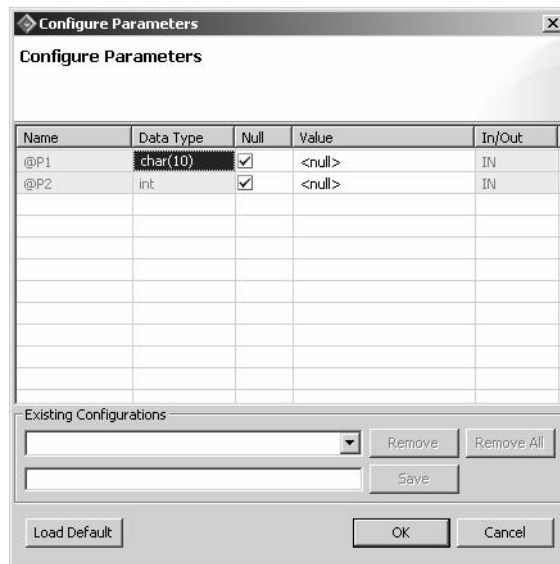 Configure Parameters
Configure Parameters
Name Data Type Null Value In/Out
@P1 char(10) <null> IN
@P2 int <null> IN
Existing Configurations
Remove Remove All
Save
Load Default OK Cancel